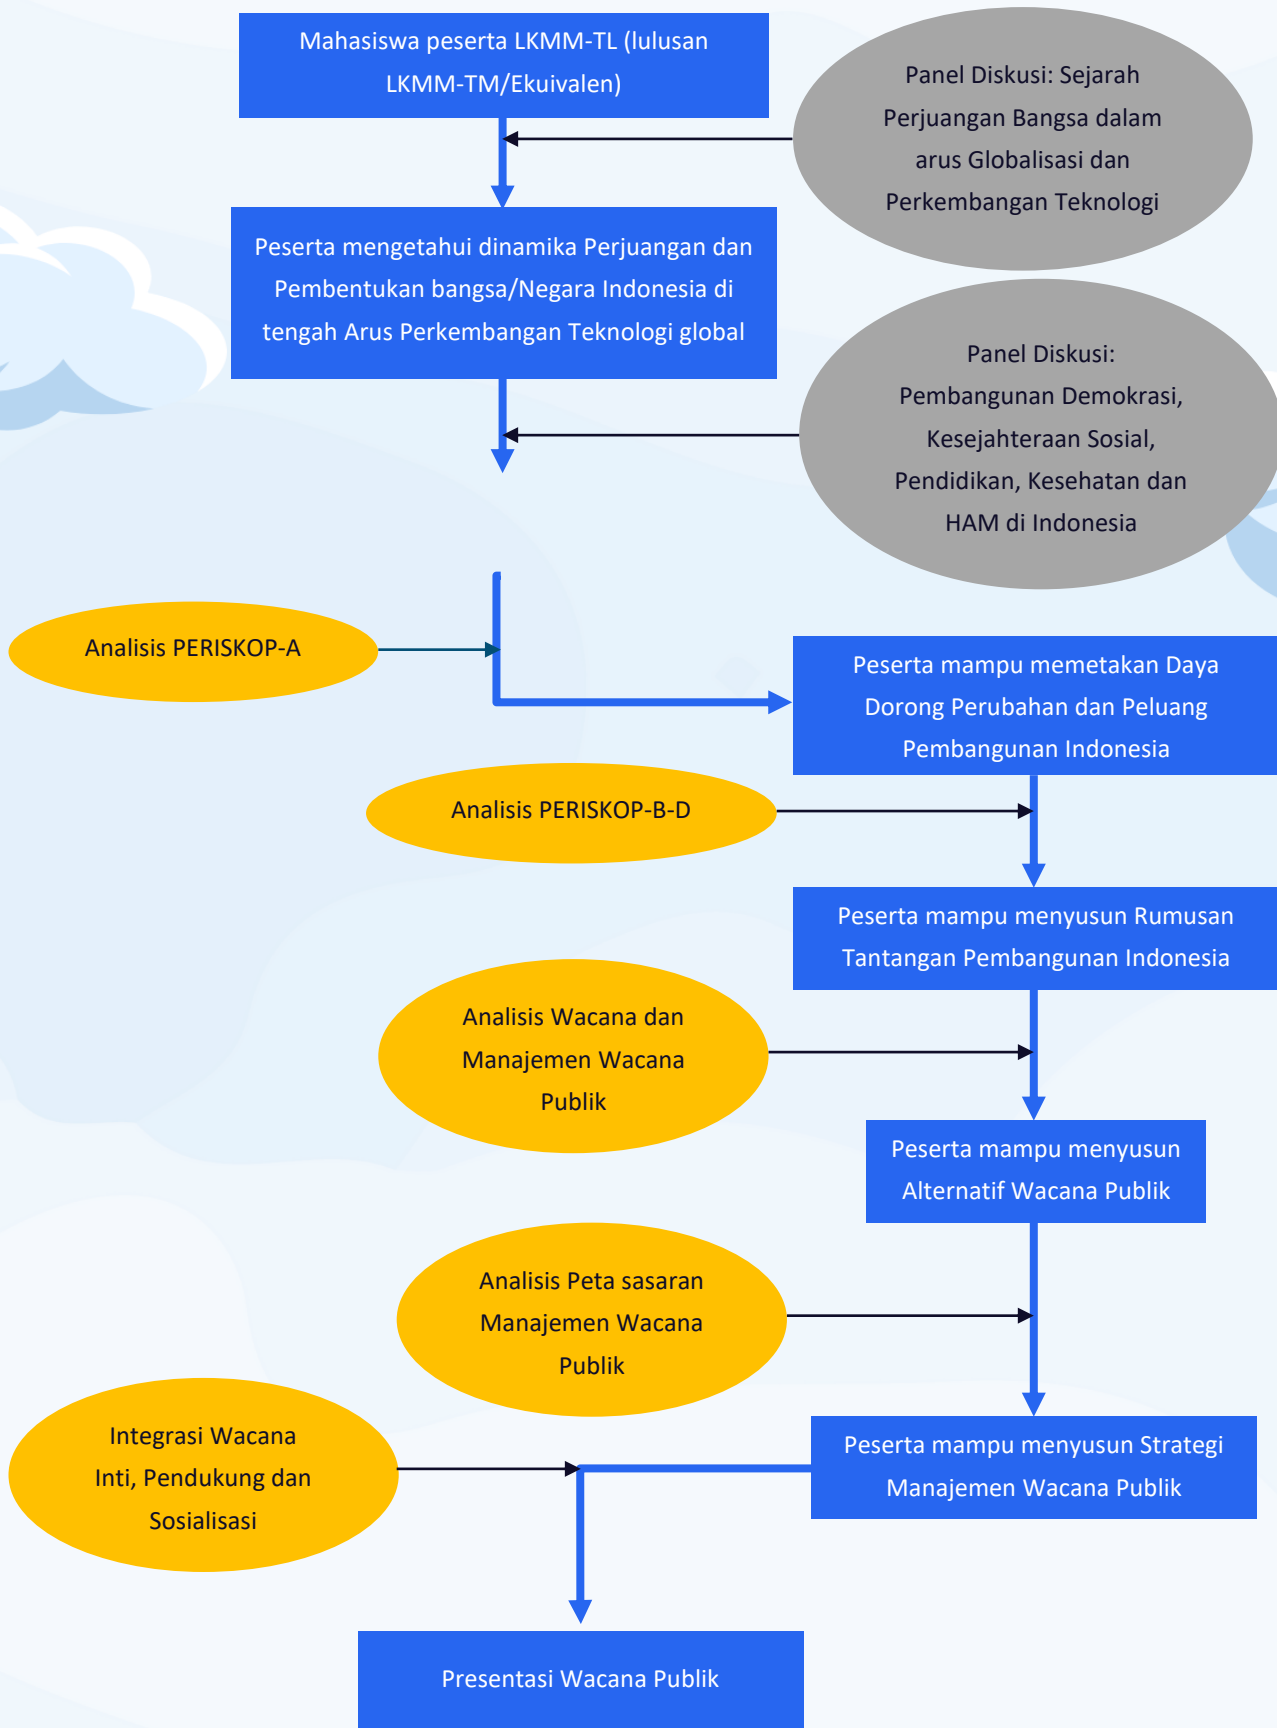 Mahasiswa peserta LKMM-TL (lulusan
LKMM-TM/Ekuivalen)
Panel Diskusi: Sejarah
Perjuangan Bangsa dalam
arus Globalisasi dan
Perkembangan Teknologi
Peserta mengetahui dinamika Perjuangan dan
Pembentukan bangsa/Negara Indonesia di
tengah Arus Perkembangan Teknologi global
Panel Diskusi:
Pembangunan Demokrasi,
Kesejahteraan Sosial,
Pendidikan, Kesehatan dan
HAM di Indonesia
Analisis PERISKOP-A
Peserta mampu memetakan Daya
Dorong Perubahan dan Peluang
Pembangunan Indonesia
Analisis PERISKOP-B-D
Peserta mampu menyusun Rumusan
Tantangan Pembangunan Indonesia
Analisis Wacana dan
Manajemen Wacana
Publik
Peserta mampu menyusun
Alternatif Wacana Publik
Analisis Peta sasaran
Manajemen Wacana
Publik
Integrasi Wacana
Inti, Pendukung dan
Sosialisasi
Peserta mampu menyusun Strategi
Manajemen Wacana Publik
Presentasi Wacana Publik